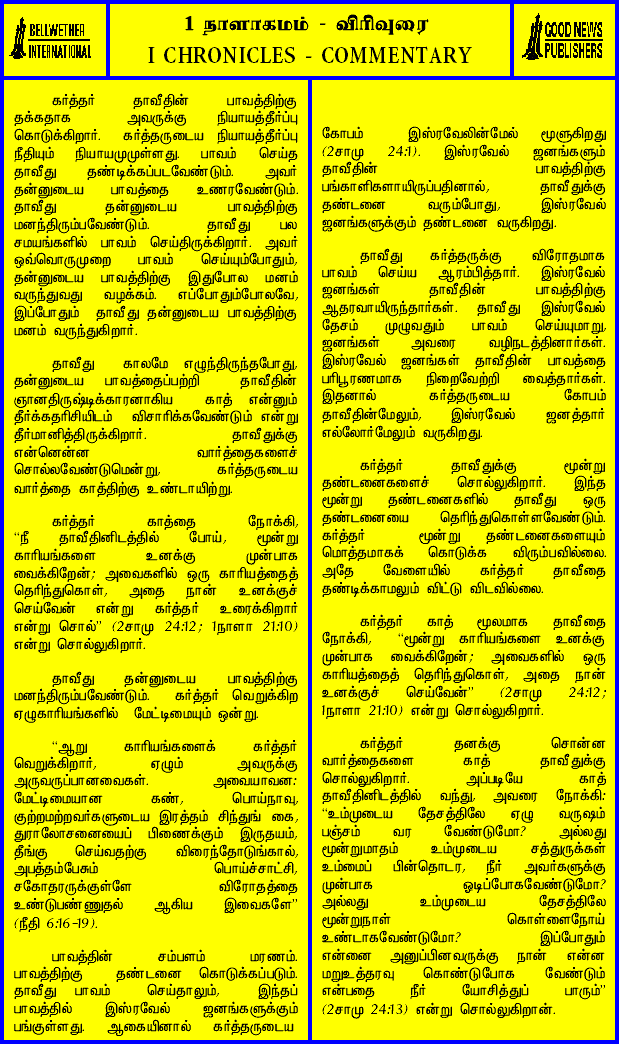 BELLWETHER
INTERNATIONAL
1 நாளாகமம் - விரிவுரை
I CHRONICLES - COMMENTARY
GOOD NEWS
PUBLISHERS
கர்த்தர் தாவீதின் பாவத்திற்கு
தக்கதாக அவருக்கு நியாயத்தீர்ப்பு
கொடுக்கிறார். கர்த்தருடைய நியாயத்தீர்ப்பு
நீதியும் நியாயமுமுள்ளது. பாவம் செய்த
தாவீது தண்டிக்கப்படவேண்டும். அவர்
தன்னுடைய பாவத்தை உணரவேண்டும்.
தாவீது தன்னுடைய பாவத்திற்கு
மனந்திரும்பவேண்டும். தாவீது பல
சமயங்களில் பாவம் செய்திருக்கிறார். அவர்
ஒவ்வொருமுறை பாவம் செய்யும்போதும்,
தன்னுடைய பாவத்திற்கு இதுபோல மனம்
வருந்துவது வழக்கம். எப்போதும்போலவே,
இப்போதும் தாவீது தன்னுடைய பாவத்திற்கு
மனம் வருந்துகிறார்.
தாவீது காலமே எழுந்திருந்தபோது,
தன்னுடைய பாவத்தைப்பற்றி தாவீதின்
ஞானதிருஷ்டிக்காரனாகிய காத் என்னும்
தீர்க்கதரிசியிடம் விசாரிக்கவேண்டும் என்று
தீர்மானித்திருக்கிறார். தாவீதுக்கு
என்னென்ன வார்த்தைகளைச்
சொல்லவேண்டுமென்று, கர்த்தருடைய
வார்த்தை காத்திற்கு உண்டாயிற்று.
கர்த்தர் காத்தை நோக்கி,
“நீ தாவீதினிடத்தில் போய், மூன்று
காரியங்களை உனக்கு முன்பாக
வைக்கிறேன்; அவைகளில் ஒரு காரியத்தைத்
தெரிந்துகொள், அதை நான் உனக்குச்
செய்வேன் என்று கர்த்தர் உரைக்கிறார்
என்று சொல்” (2சாமு 24:12; 1நாளா 21:10)
என்று சொல்லுகிறார்.
தாவீது தன்னுடைய பாவத்திற்கு
மனந்திரும்பவேண்டும். கர்த்தர் வெறுக்கிற
ஏழுகாரியங்களில் மேட்டிமையும் ஒன்று.
“ஆறு காரியங்களைக் கர்த்தர்
வெறுக்கிறார், ஏழும் அவருக்கு
அருவருப்பானவைகள். அவையாவன:
மேட்டிமையான கண், பொய்நாவு,
குற்றமற்றவர்களுடைய இரத்தம் சிந்துங் கை,
துராலோசனையைப் பிணைக்கும் இருதயம்,
தீங்கு செய்வதற்கு விரைந்தோடுங்கால்,
அபத்தம்பேசும் பொய்ச்சாட்சி,
சகோதரருக்குள்ளே விரோதத்தை
உண்டுபண்ணுதல் ஆகிய இவைகளே”
(நீதி 6:16-19).
பாவத்தின் சம்பளம் மரணம்.
பாவத்திற்கு தண்டனை கொடுக்கப்படும்.
தாவீது பாவம் செய்தாலும், இந்தப்
பாவத்தில் இஸ்ரவேல் ஜனங்களுக்கும்
பங்குள்ளது. ஆகையினால் கர்த்தருடைய
கோபம் இஸ்ரவேலின்மேல் மூளுகிறது
(2சாமு 24:1). இஸ்ரவேல் ஜனங்களும்
தாவீதின் பாவத்திற்கு
பங்காளிகளாயிருப்பதினால், தாவீதுக்கு
தண்டனை வரும்போது, இஸ்ரவேல்
ஜனங்களுக்கும் தண்டனை வருகிறது.
தாவீது கர்த்தருக்கு விரோதமாக
பாவம் செய்ய ஆரம்பித்தார். இஸ்ரவேல்
ஜனங்கள் தாவீதின் பாவத்திற்கு
ஆதரவாயிருந்தார்கள். தாவீது இஸ்ரவேல்
தேசம் முழுவதும் பாவம் செய்யுமாறு,
ஜனங்கள் அவரை வழிநடத்தினார்கள்.
இஸ்ரவேல் ஜனங்கள் தாவீதின் பாவத்தை
பரிபூரணமாக நிறைவேற்றி வைத்தார்கள்.
இதனால் கர்த்தருடைய கோபம்
தாவீதின்மேலும், இஸ்ரவேல் ஜனத்தார்
எல்லோர்மேலும் வருகிறது.
கர்த்தர் தாவீதுக்கு மூன்று
தண்டனைகளைச் சொல்லுகிறார். இந்த
மூன்று தண்டனைகளில் தாவீது ஒரு
தண்டனையை தெரிந்துகொள்ளவேண்டும்.
கர்த்தர் மூன்று தண்டனைகளையும்
மொத்தமாகக் கொடுக்க விரும்பவில்லை.
அதே வேளையில் கர்த்தர் தாவீதை
தண்டிக்காமலும் விட்டு விடவில்லை.
கர்த்தர் காத் மூலமாக தாவீதை
நோக்கி, “மூன்று காரியங்களை உனக்கு
முன்பாக வைக்கிறேன்; அவைகளில் ஒரு
காரியத்தைத் தெரிந்துகொள், அதை நான்
உனக்குச் செய்வேன்” (2சாமு 24:12;
1நாளா 21:10) என்று சொல்லுகிறார்.
கர்த்தர் தனக்கு சொன்ன
வார்த்தைகளை காத் தாவீதுக்கு
சொல்லுகிறார். அப்படியே காத்
தாவீதினிடத்தில் வந்து, அவரை நோக்கி:
“உம்முடைய தேசத்திலே ஏழு வருஷம்
பஞ்சம் வர வேண்டுமோ? அல்லது
மூன்றுமாதம் உம்முடைய சத்துருக்கள்
உம்மைப் பின்தொடர, நீர் அவர்களுக்கு
முன்பாக ஓடிப்போகவேண்டுமோ?
அல்லது உம்முடைய தேசத்திலே
மூன்றுநாள் கொள்ளைநோய்
உண்டாகவேண்டுமோ? இப்போதும்
என்னை அனுப்பினவருக்கு நான் என்ன
மறுஉத்தரவு கொண்டுபோக வேண்டும்
என்பதை நீர் யோசித்துப் பாரும்”
(2சாமு 24:13) என்று சொல்லுகிறான்.